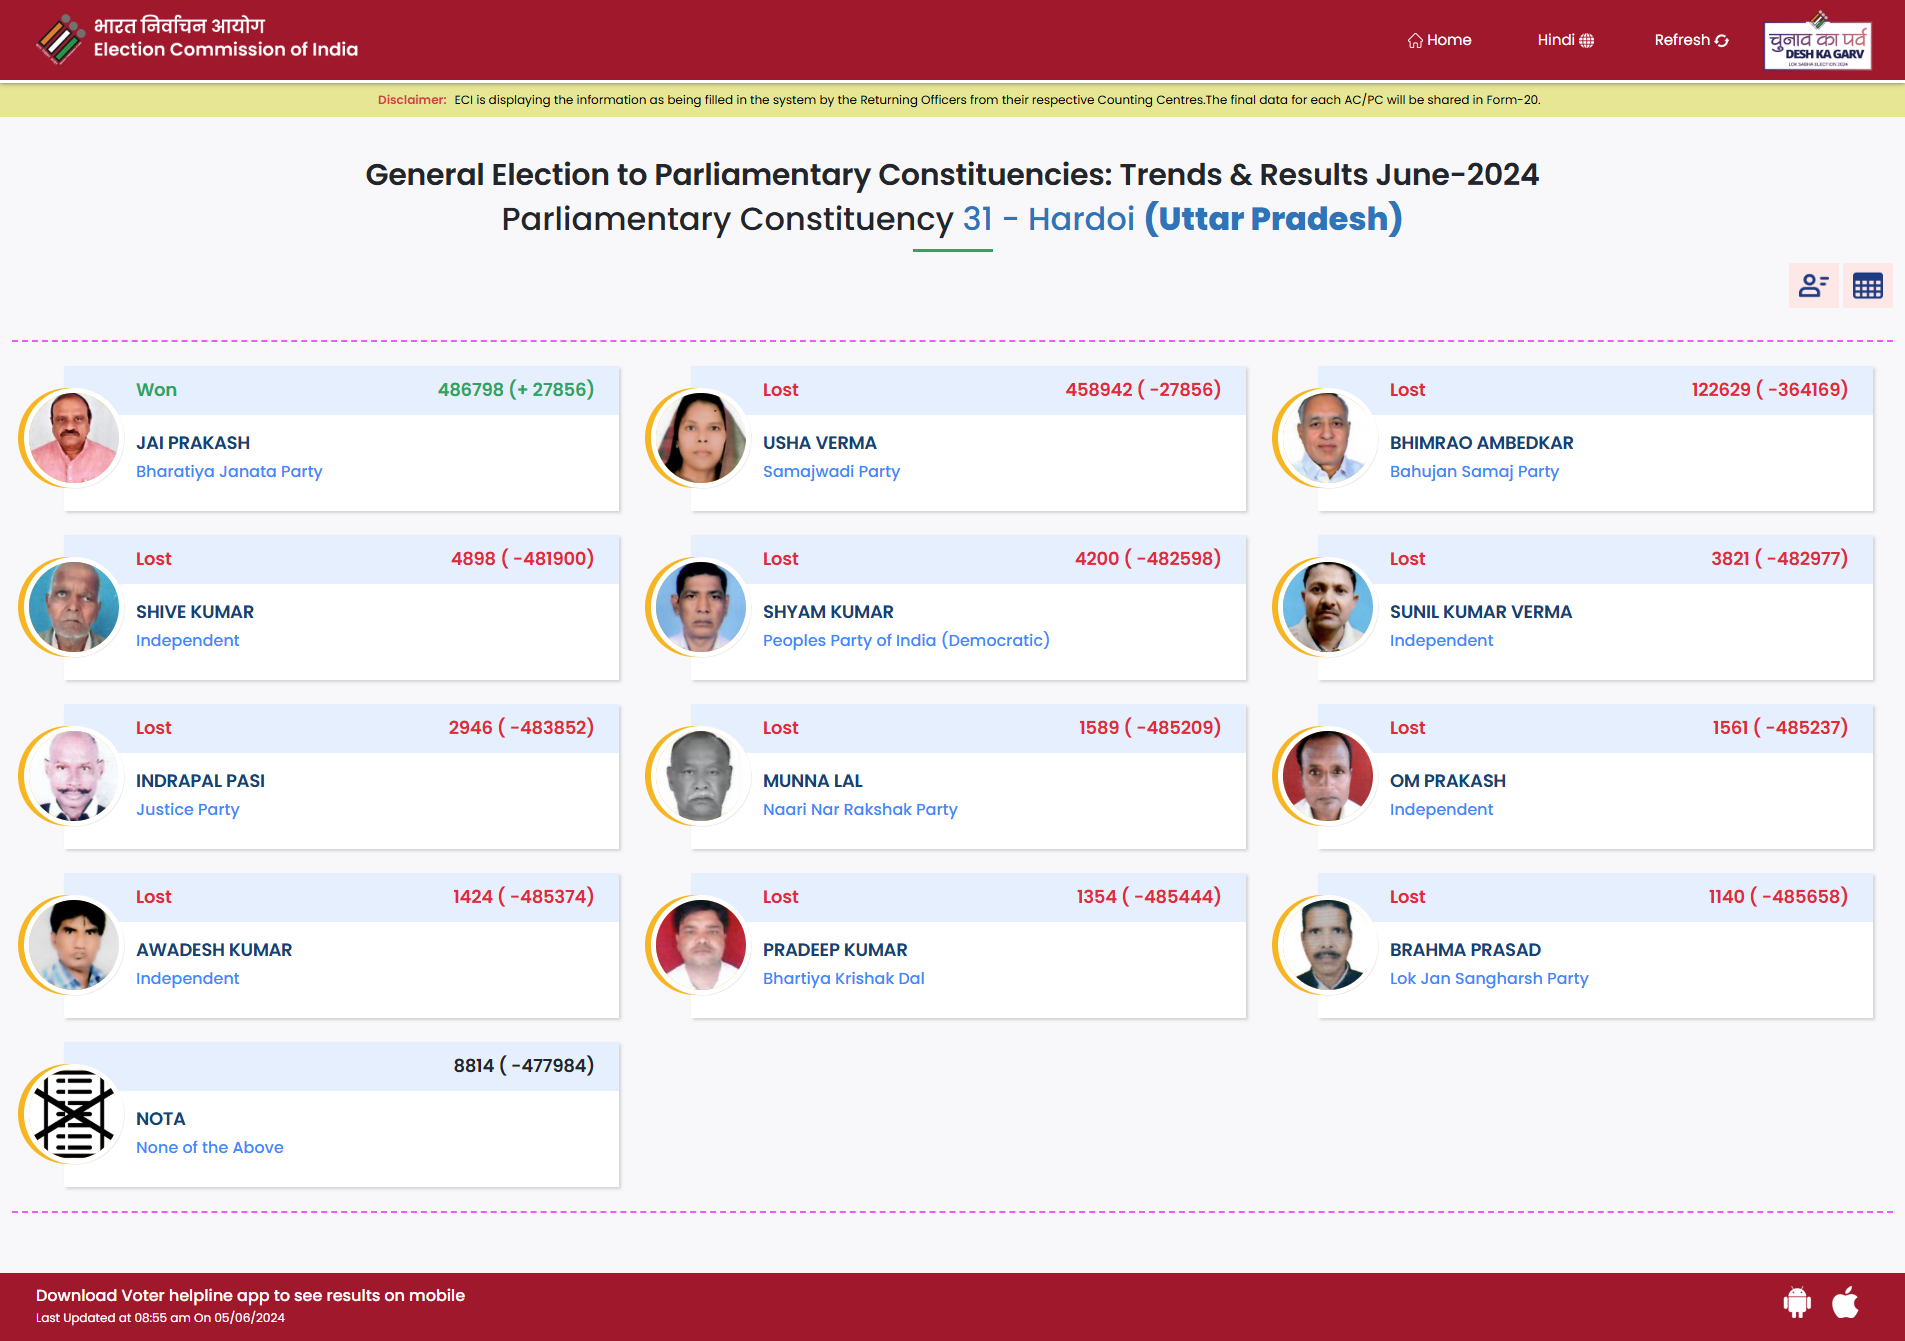 भारत निर्वाचन आयोग
Election Commission of India
Home
Hindi
Refresh
चुनाव का पर्व
DESH KA GARV
LOK SABHA ELECTION 2024
Disclaimer: ECI is displaying the information as being filled in the system by the Returning Officers from their respective Counting Centres.The final data for each AC/PC will be shared in Form-20.
General Election to Parliamentary Constituencies: Trends & Results June-2024
Parliamentary Constituency 31 - Hardoi (Uttar Pradesh)
Won 486798 (+ 27856)
JAI PRAKASH
Bharatiya Janata Party
Lost 458942 ( -27856)
USHA VERMA
Samajwadi Party
Lost 122629 ( -364169)
BHIMRAO AMBEDKAR
Bahujan Samaj Party
Lost 4898 ( -481900)
SHIVE KUMAR
Independent
Lost 4200 ( -482598)
SHYAM KUMAR
Peoples Party of India (Democratic)
Lost 3821 ( -482977)
SUNIL KUMAR VERMA
Independent
Lost 2946 ( -483852)
INDRAPAL PASI
Justice Party
Lost 1589 ( -485209)
MUNNA LAL
Naari Nar Rakshak Party
Lost 1561 ( -485237)
OM PRAKASH
Independent
Lost 1424 ( -485374)
AWADESH KUMAR
Independent
Lost 1354 ( -485444)
PRADEEP KUMAR
Bhartiya Krishak Dal
Lost 1140 ( -485658)
BRAHMA PRASAD
Lok Jan Sangharsh Party
8814 ( -477984)
NOTA
None of the Above
Download Voter helpline app to see results on mobile
Last Updated at 08:55 am On 05/06/2024